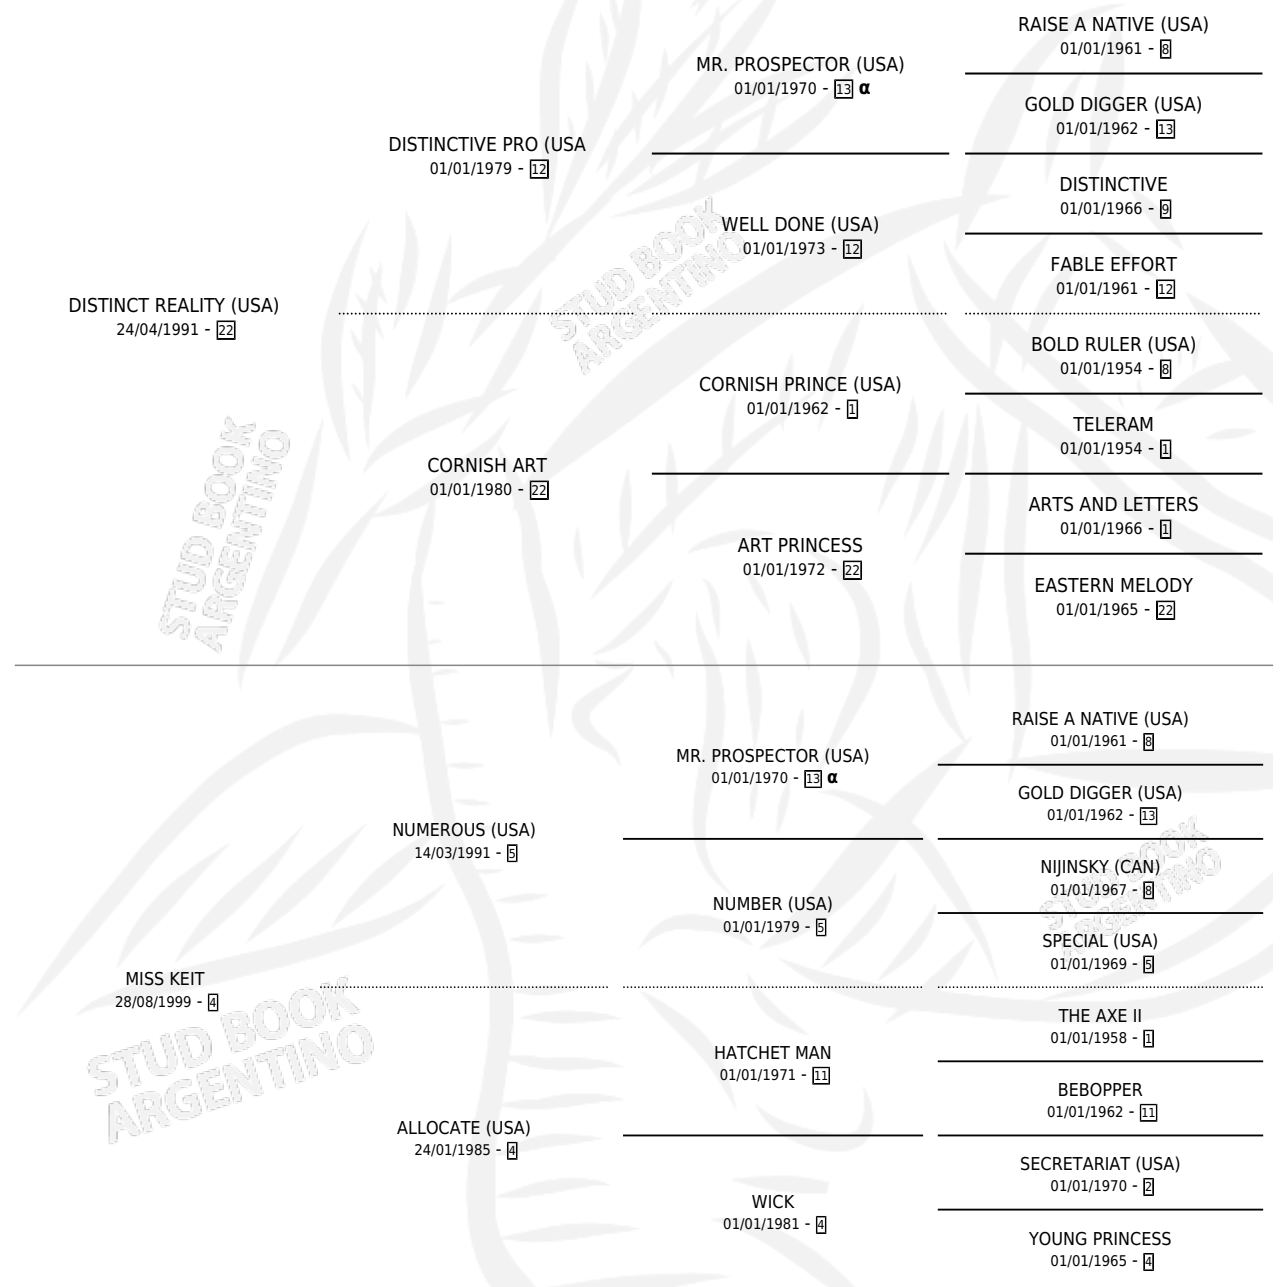 RAISE A NATIVE (USA)
01/01/1961 - 8
MR. PROSPECTOR (USA)
01/01/1970 - 13 α
GOLD DIGGER (USA)
01/01/1962 - 13
DISTINCTIVE PRO (USA
01/01/1979 - 12
DISTINCTIVE
01/01/1966 - 9
WELL DONE (USA)
01/01/1973 - 12
FABLE EFFORT
01/01/1961 - 12
DISTINCT REALITY (USA)
24/04/1991 - 22
BOLD RULER (USA)
01/01/1954 - 8
CORNISH PRINCE (USA)
01/01/1962 - 1
TELERAM
01/01/1954 - 1
CORNISH ART
01/01/1980 - 22
ARTS AND LETTERS
01/01/1966 - 1
ART PRINCESS
01/01/1972 - 22
EASTERN MELODY
01/01/1965 - 22
STUD BOOK
ARGENTINO
STUD BOOK
ARGENTINO
RAISE A NATIVE (USA)
01/01/1961 - 8
MR. PROSPECTOR (USA)
01/01/1970 - 13 α
GOLD DIGGER (USA)
01/01/1962 - 13
NUMEROUS (USA)
14/03/1991 - 5
NIJINSKY (CAN)
01/01/1967 - 8
NUMBER (USA)
01/01/1979 - 5
SPECIAL (USA)
01/01/1969 - 5
MISS KEIT
28/08/1999 - 4
THE AXE II
01/01/1958 - 1
HATCHET MAN
01/01/1971 - 11
BEBOPPER
01/01/1962 - 11
ALLOCATE (USA)
24/01/1985 - 4
SECRETARIAT (USA)
01/01/1970 - 2
WICK
01/01/1981 - 4
YOUNG PRINCESS
01/01/1965 - 4
STUD BOOK
ARGENTINO
STUD BOOK
ARGENTINO